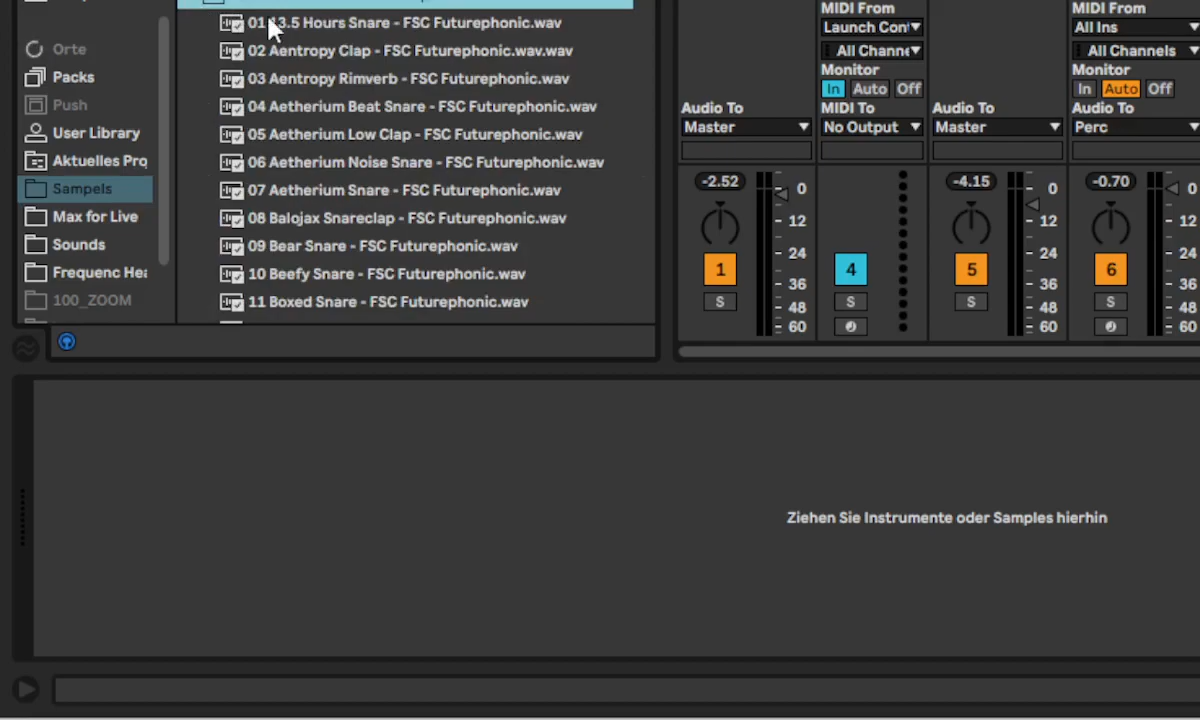 Orte
Packs
Push
User Library
Aktuelles Pro
Sampels
Max for Live
Sounds
Frequenc Hea
100_ZOOM
01 13.5 Hours Snare - FSC Futurephonic.wav
02 Aentropy Clap - FSC Futurephonic.wav.wav
03 Aentropy Rimverb - FSC Futurephonic.wav
04 Aetherium Beat Snare - FSC Futurephonic.wav
05 Aetherium Low Clap - FSC Futurephonic.wav
06 Aetherium Noise Snare - FSC Futurephonic.wav
07 Aetherium Snare - FSC Futurephonic.wav
08 Balojax Snareclap - FSC Futurephonic.wav
09 Bear Snare - FSC Futurephonic.wav
10 Beefy Snare - FSC Futurephonic.wav
11 Boxed Snare - FSC Futurephonic.wav
Audio To
Master
-2.52
0
12
24
36
48
60
1
S
MIDI From
Launch Cont
All Channe
Monitor
In Auto Off
MIDI To
No Output
4
S
Audio To
Master
-4.15
0
12
24
36
48
60
5
S
MIDI From
All Ins
All Channels
Monitor
In Auto Off
Audio To
Perc
-0.70
0
12
24
36
48
60
6
S
Ziehen Sie Instrumente oder Samples hierhin